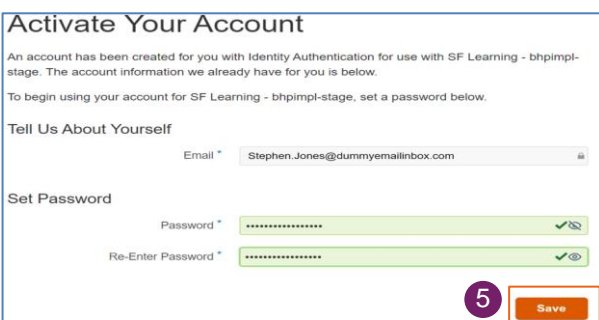 Activate Your Account
An account has been created for you with Identity Authentication for use with SF Learning - bhpimpl-
stage. The account information we already have for you is below.
To begin using your account for SF Learning - bhpimpl-stage, set a password below.
Tell Us About Yourself
Email * Stephen.Jones@dummyemailinbox.com
Set Password
Password * •••••••••••••••••
Re-Enter Password * •••••••••••••••••
5 Save